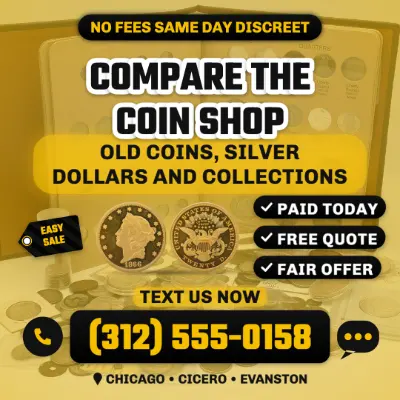 NO FEES SAME DAY DISCREET
COMPARE THE
COIN SHOP
OLD COINS, SILVER
DOLLARS AND COLLECTIONS
EASY
SALE
1866
PAID TODAY
FREE QUOTE
FAIR OFFER
TEXT US NOW
(312) 555-0158
CHICAGO • CICERO • EVANSTON